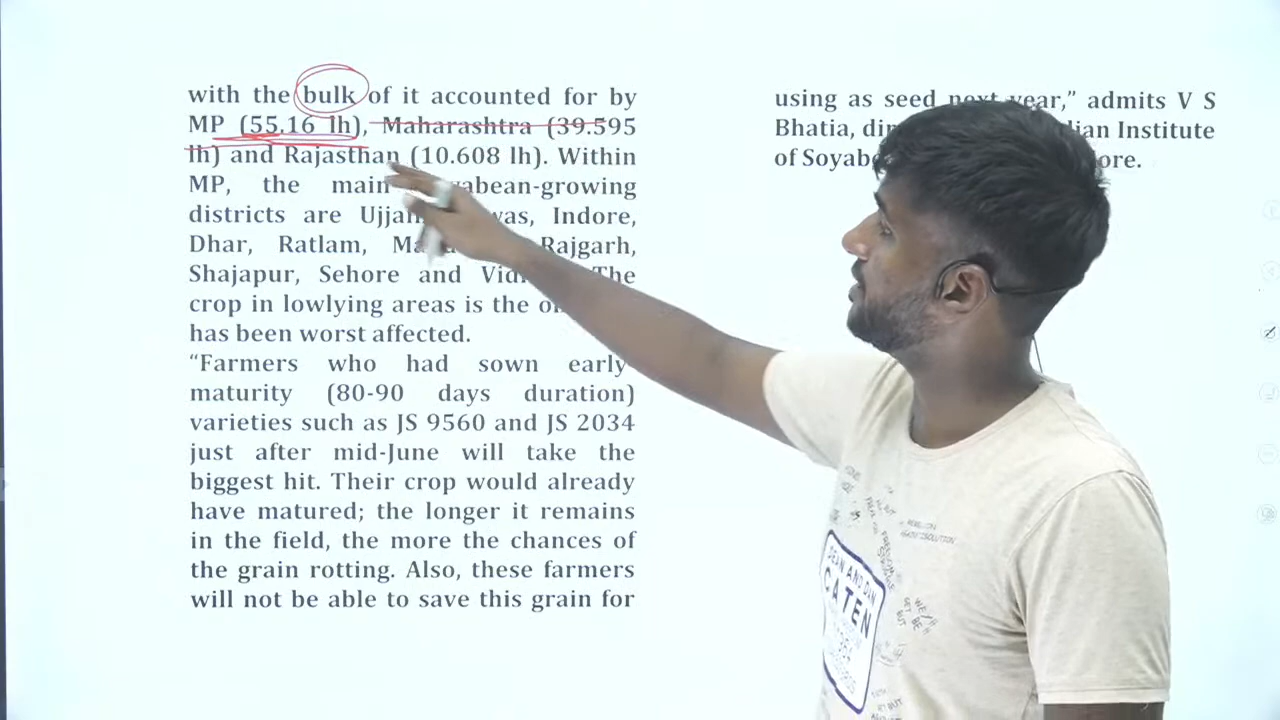 with the bulk of it accounted for by
MP (55.16 lh), Maharashtra (39.595
lh) and Rajasthan (10.608 lh). Within
MP, the main
districts are
Indore,
Dhar, Ratlam,
Rajgarh,
Shajapur, Sehore and
The
crop in lowlying areas is the
has been worst affected.
“Farmers who had sown early
maturity (80-90 days duration)
varieties such as JS 9560 and JS 2034
just after mid-June will take the
biggest hit. Their crop would already
have matured; the longer it remains
in the field, the more the chances of
the grain rotting. Also, these farmers
will not be able to save this grain for
using as seed next year,” admits V S
Bhatia,
Institute
of
DEAN AND DAN
CATEN